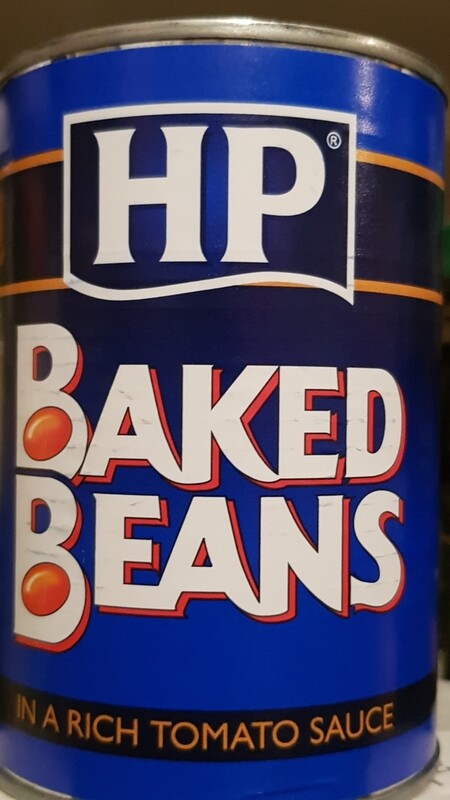 HP®
BAKED
BEANS
IN A RICH TOMATO SAUCE